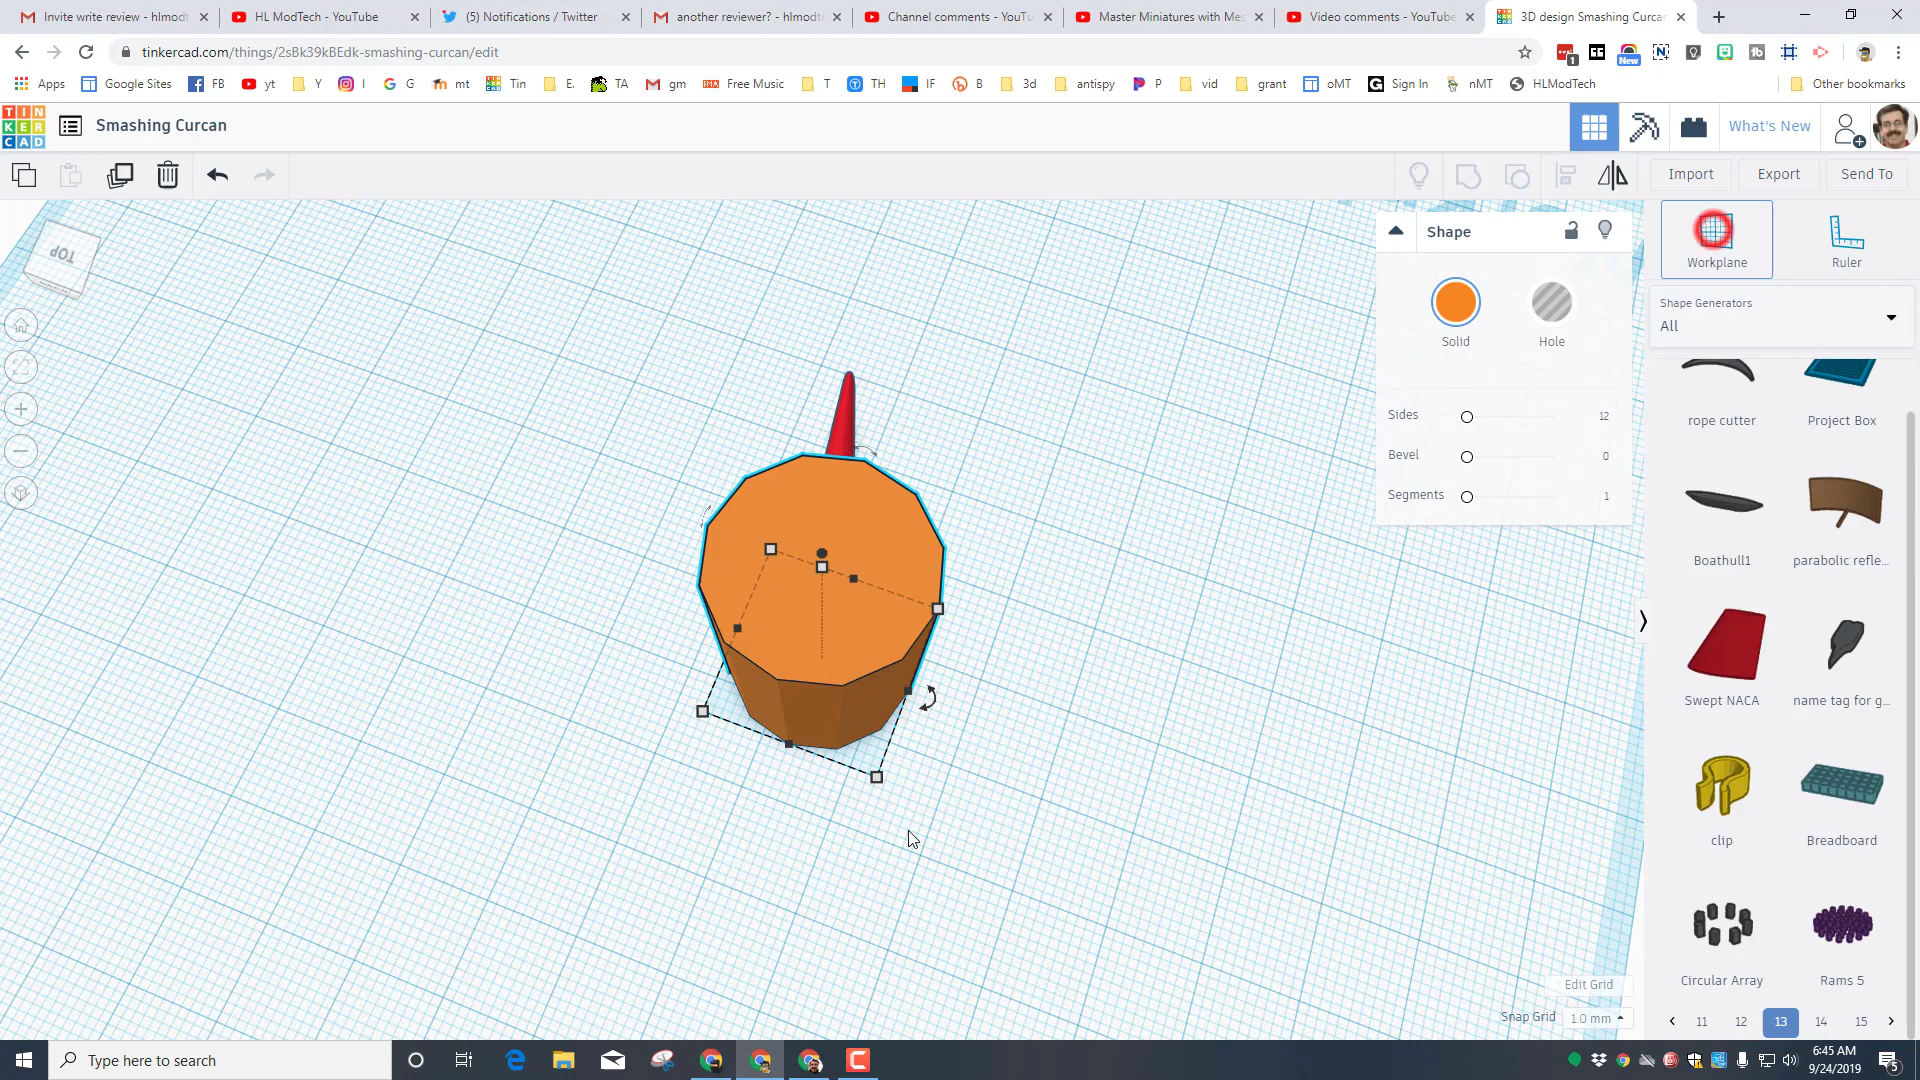 Invite write review - hlmodt
HL ModTech - YouTube
(5) Notifications / Twitter
another reviewer? - hlmodte
Channel comments - YouTu
Master Miniatures with Mes
Video comments - YouTube
3D design Smashing Curcan
tinkercad.com/things/2sBk39kBEdk-smashing-curcan/edit
1
New
Apps
Google Sites
FB
yt
Y
I
G
mt
Tin
E.
TA
gm
Free Music
T
TH
IF
B
3d
antispy
P
vid
grant
oMT
Sign In
nMT
HLModTech
Other bookmarks
TIN
KER
CAD
Smashing Curcan
What's New
Import
Export
Send To
TOP
Shape
Solid
Hole
Sides
12
Bevel
0
Segments
1
Workplane
Ruler
Shape Generators
All
rope cutter
Project Box
Boathull1
parabolic refle...
Swept NACA
name tag for g...
clip
Breadboard
Circular Array
Rams 5
Edit Grid
Snap Grid
1.0 mm
11
12
13
14
15
Type here to search
6:45 AM
9/24/2019
5